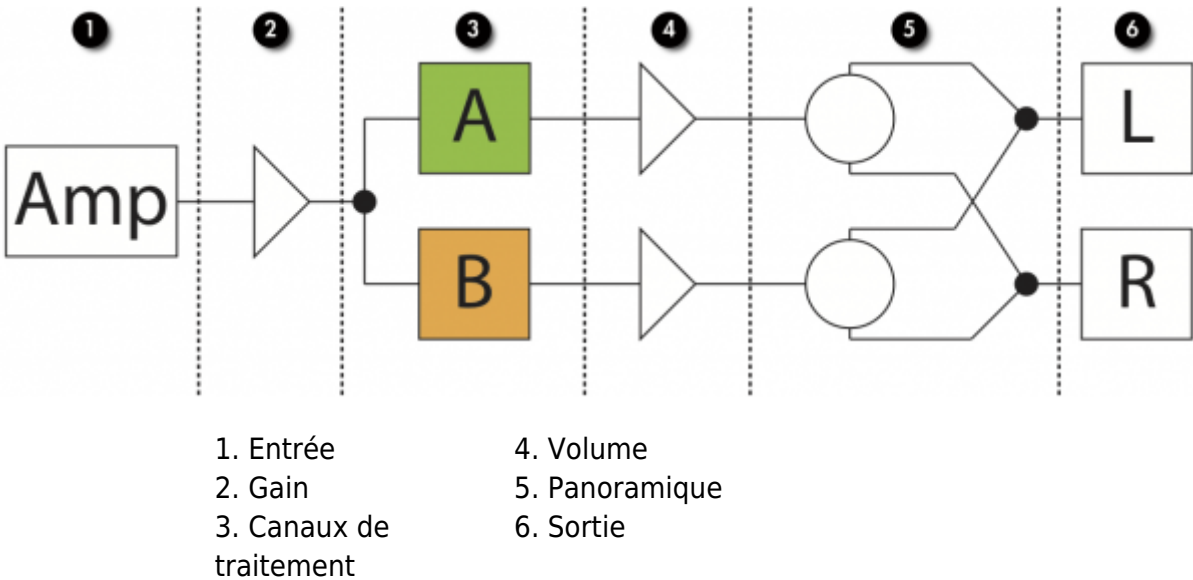 1 2 3 4 5 6
A L
Amp
B R
1. Entrée
2. Gain
3. Canaux de
traitement
4. Volume
5. Panoramique
6. Sortie